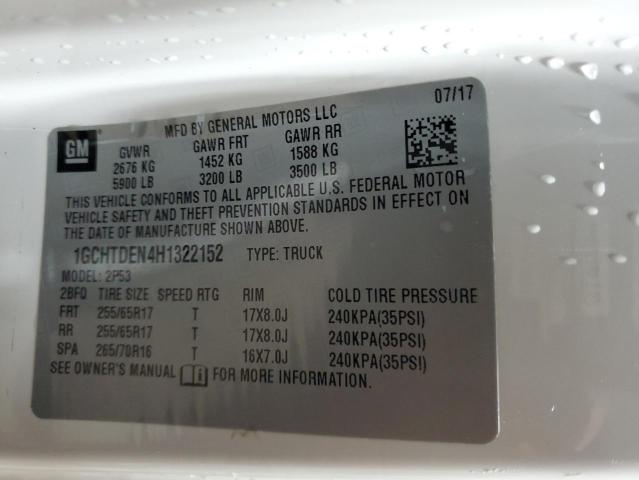 07/17
MFD BY GENERAL MOTORS LLC
GM
GVWR GAWR FRT GAWR RR
2676 KG 1452 KG 1588 KG
5900 LB 3200 LB 3500 LB
THIS VEHICLE CONFORMS TO ALL APPLICABLE U.S. FEDERAL MOTOR
VEHICLE SAFETY AND THEFT PREVENTION STANDARDS IN EFFECT ON
THE DATE OF MANUFACTURE SHOWN ABOVE.
1GCHTDEN4H1322152 TYPE: TRUCK
MODEL: 2P53
2BFQ TIRE SIZE SPEED RTG RIM COLD TIRE PRESSURE
FRT 255/65R17 T 17X8.0J 240KPA(35PSI)
RR 255/65R17 T 17X8.0J 240KPA(35PSI)
SPA 265/70R16 T 16X7.0J 240KPA(35PSI)
SEE OWNER'S MANUAL FOR MORE INFORMATION.